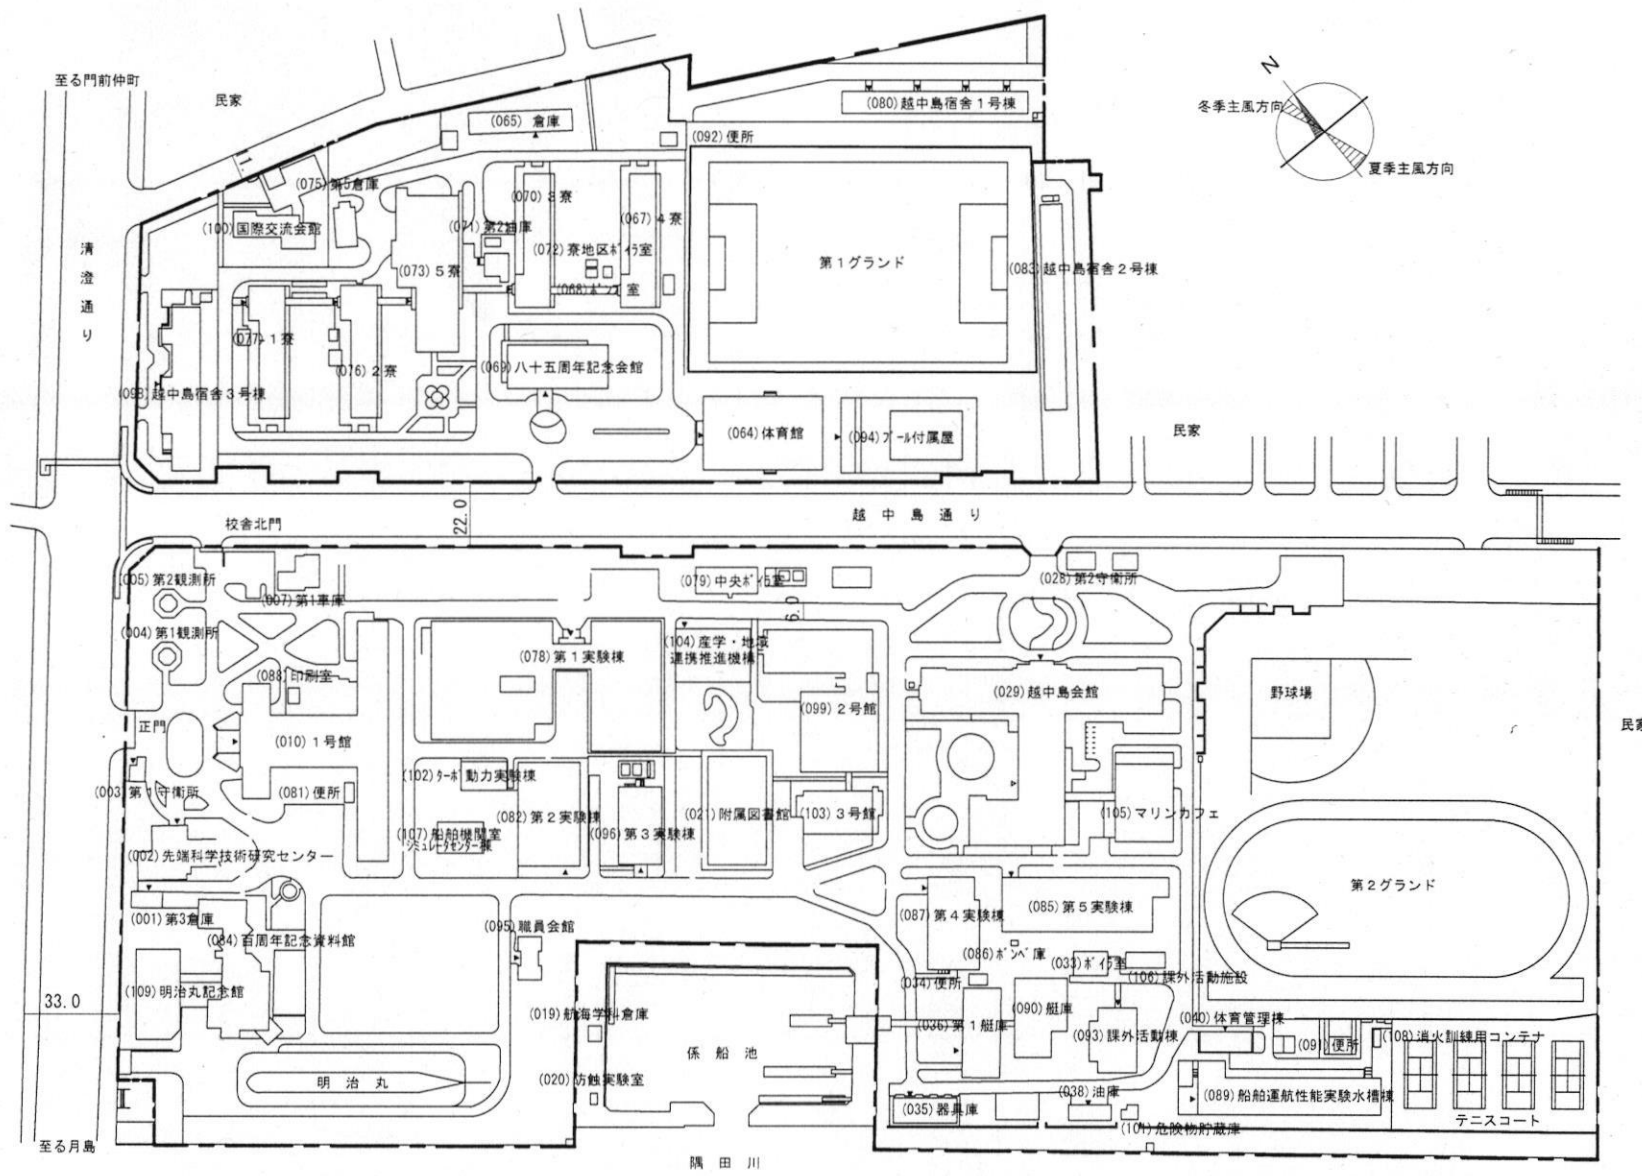 至る門前仲町
民家
(065) 倉庫
(080) 越中島宿舎1号棟
N
冬季主風方向
夏季主風方向
(092) 便所
(075) 第5倉庫
(100) 国際交流会館
(070) 3寮
(071) 第2油庫
(067) 4寮
(072) 寮地区ボイラ室
(073) 5寮
(068) ポンプ室
第1グランド
(083) 越中島宿舎2号棟
清澄通り
(077) 1寮
(076) 2寮
(069) 八十五周年記念会館
(098) 越中島宿舎3号棟
(064) 体育館
(094) プール付属屋
民家
校舎北門
22.0
越中島通り
(005) 第2観測所
(007) 第1車庫
(079) 中央ボイラ室
(028) 第2守衛所
6.0
(004) 第1観測所
(078) 第1実験棟
(104) 産学・地域
連携推進機構
(088) 印刷室
(029) 越中島会館
野球場
(099) 2号館
正門
(010) 1号館
民家
(102) ターボ動力実験棟
(003) 第1守衛所
(081) 便所
(082) 第2実験棟
(096) 第3実験棟
(021) 附属図書館
(103) 3号館
(105) マリンカフェ
(107) 船舶機関室
シミュレータセンター棟
(002) 先端科学技術研究センター
第2グランド
(001) 第3倉庫
(087) 第4実験棟
(085) 第5実験棟
(084) 百周年記念資料館
(095) 職員会館
(086) ボンベ庫
(033) ボイラ室
(034) 便所
(106) 課外活動施設
(109) 明治丸記念館
33.0
(019) 航海学科倉庫
(036) 第1艇庫
(090) 艇庫
(093) 課外活動棟
(040) 体育管理棟
(091) 便所
(108) 消火訓練用コンテナ
係船池
明治丸
(020) 防触実験室
(035) 器具庫
(038) 油庫
(101) 危険物貯蔵庫
(089) 船舶運航性能実験水槽棟
テニスコート
至る月島
隅田川